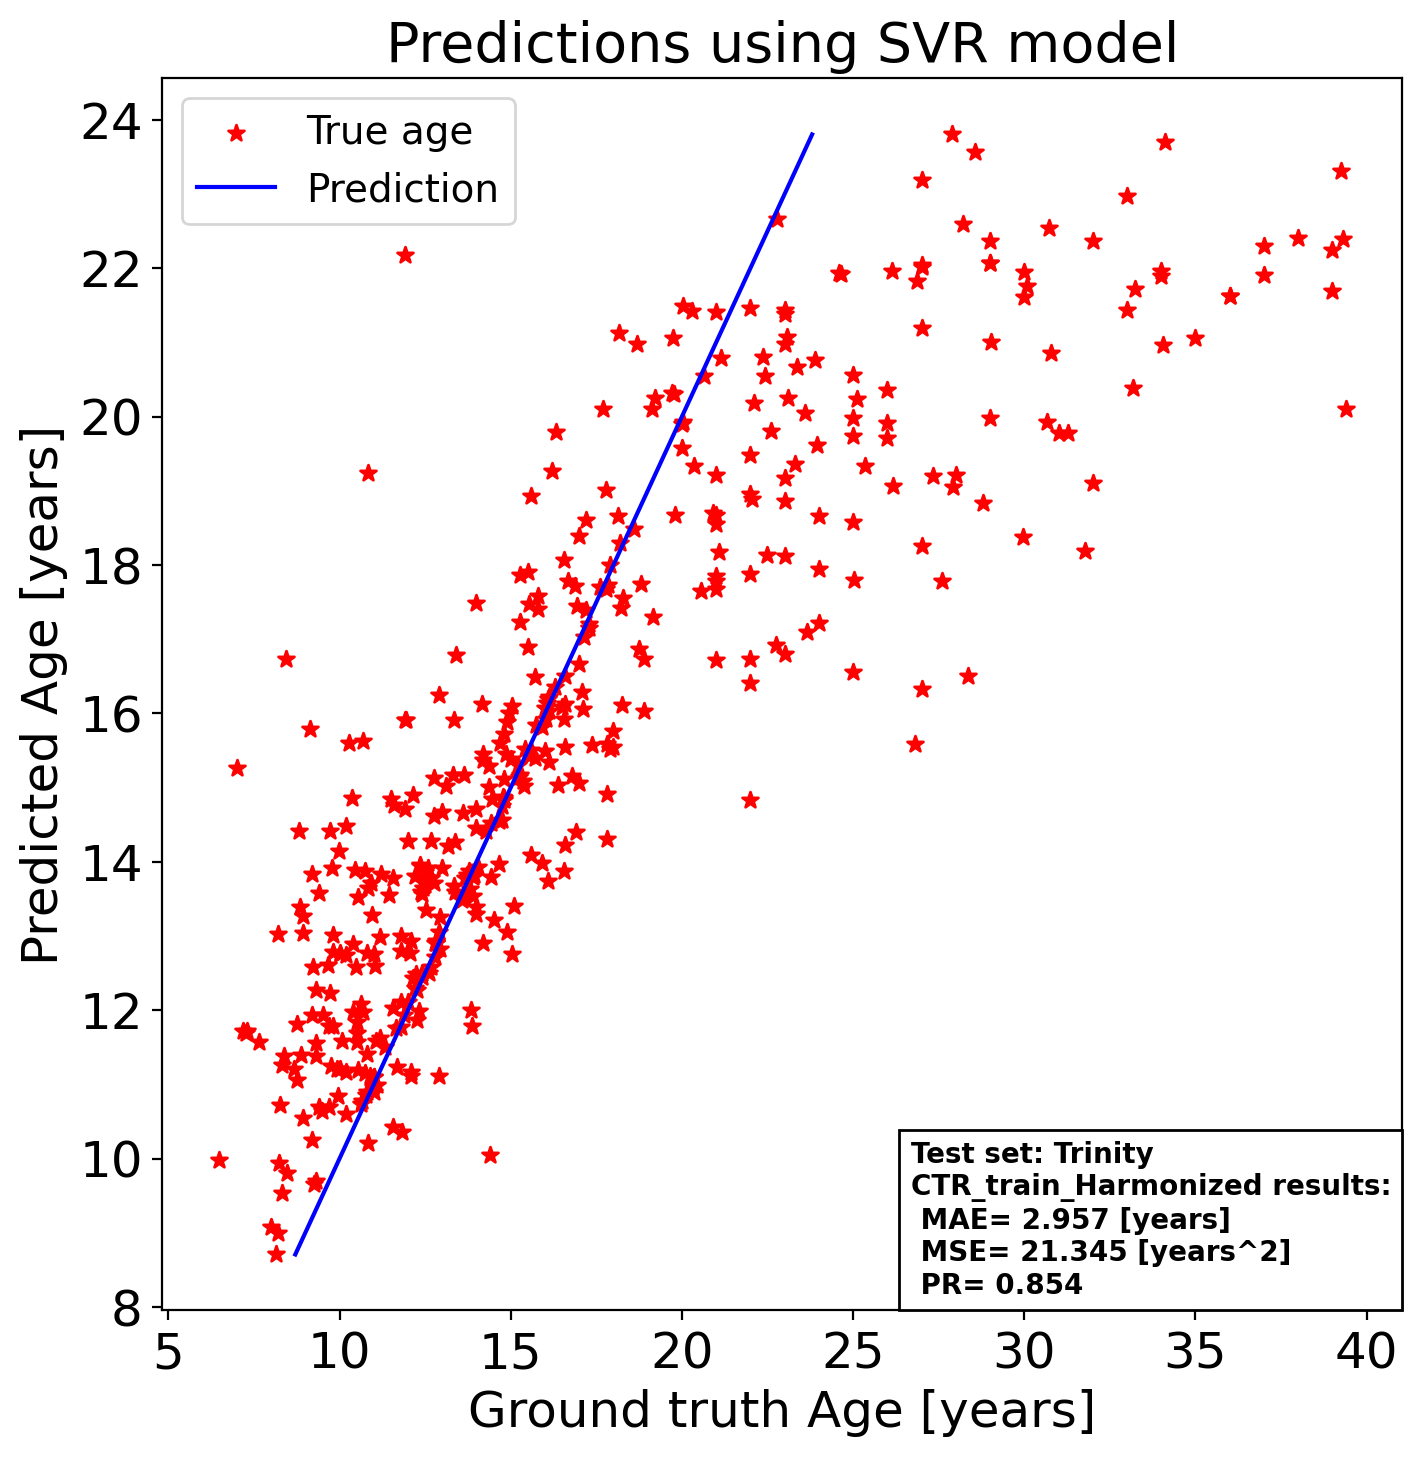 Predictions using SVR model
True age
Prediction
24
22
20
18
16
14
12
10
8
Predicted Age [years]
5
10
15
20
25
30
35
40
Ground truth Age [years]
Test set: Trinity
CTR_train_Harmonized results:
MAE= 2.957 [years]
MSE= 21.345 [years^2]
PR= 0.854